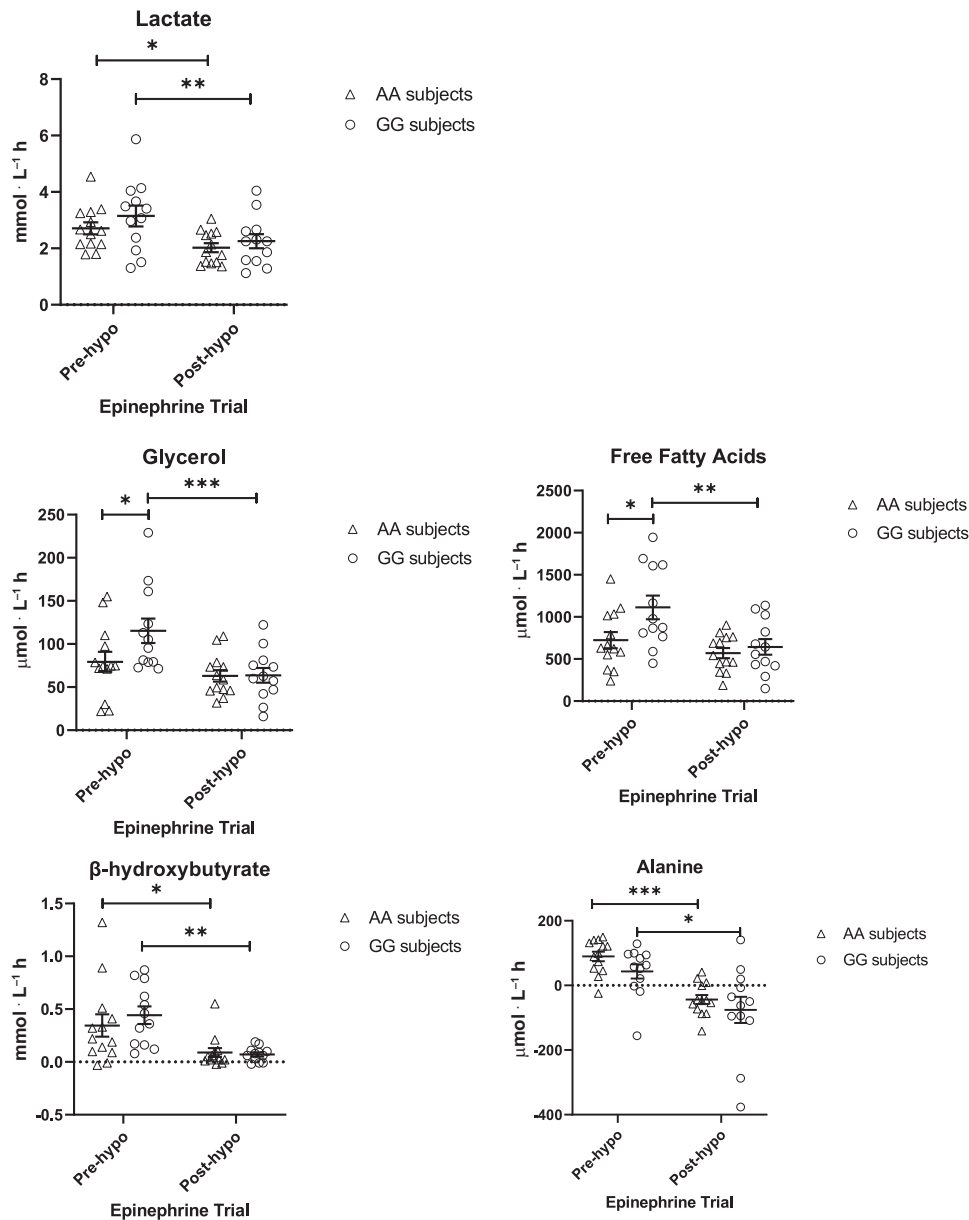 Lactate
*
**
8
6
4
2
0
mmol · L⁻¹ h
AA subjects
GG subjects
Pre-hypo
Post-hypo
Epinephrine Trial
Glycerol
*
***
250
200
150
100
50
0
μmol · L⁻¹ h
AA subjects
GG subjects
Pre-hypo
Post-hypo
Epinephrine Trial
Free Fatty Acids
*
**
2500
2000
1500
1000
500
0
μmol · L⁻¹ h
AA subjects
GG subjects
Pre-hypo
Post-hypo
Epinephrine Trial
β-hydroxybutyrate
*
**
1.5
1.0
0.5
0.0
-0.5
mmol · L⁻¹ h
AA subjects
GG subjects
Pre-hypo
Post-hypo
Epinephrine Trial
Alanine
***
*
200
0
-200
-400
μmol · L⁻¹ h
AA subjects
GG subjects
Pre-hypo
Post-hypo
Epinephrine Trial